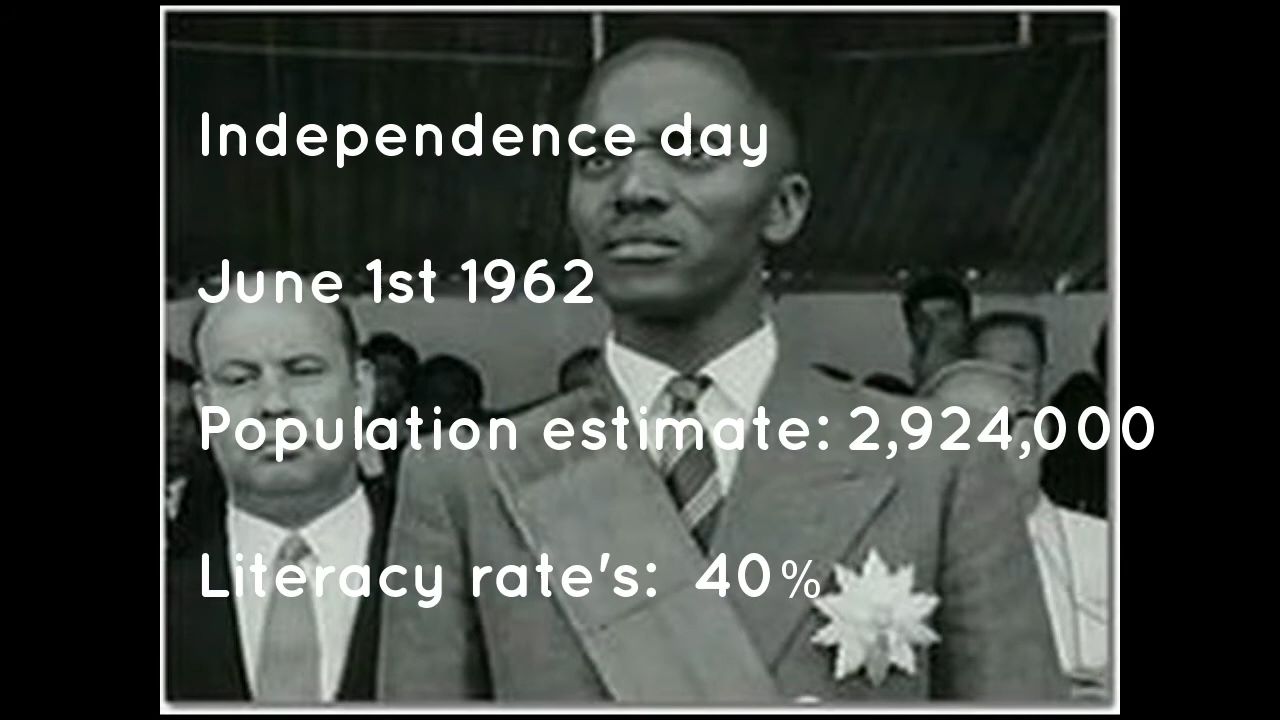 Independence day
June 1st 1962
Population estimate: 2,924,000
Literacy rate's: 40%